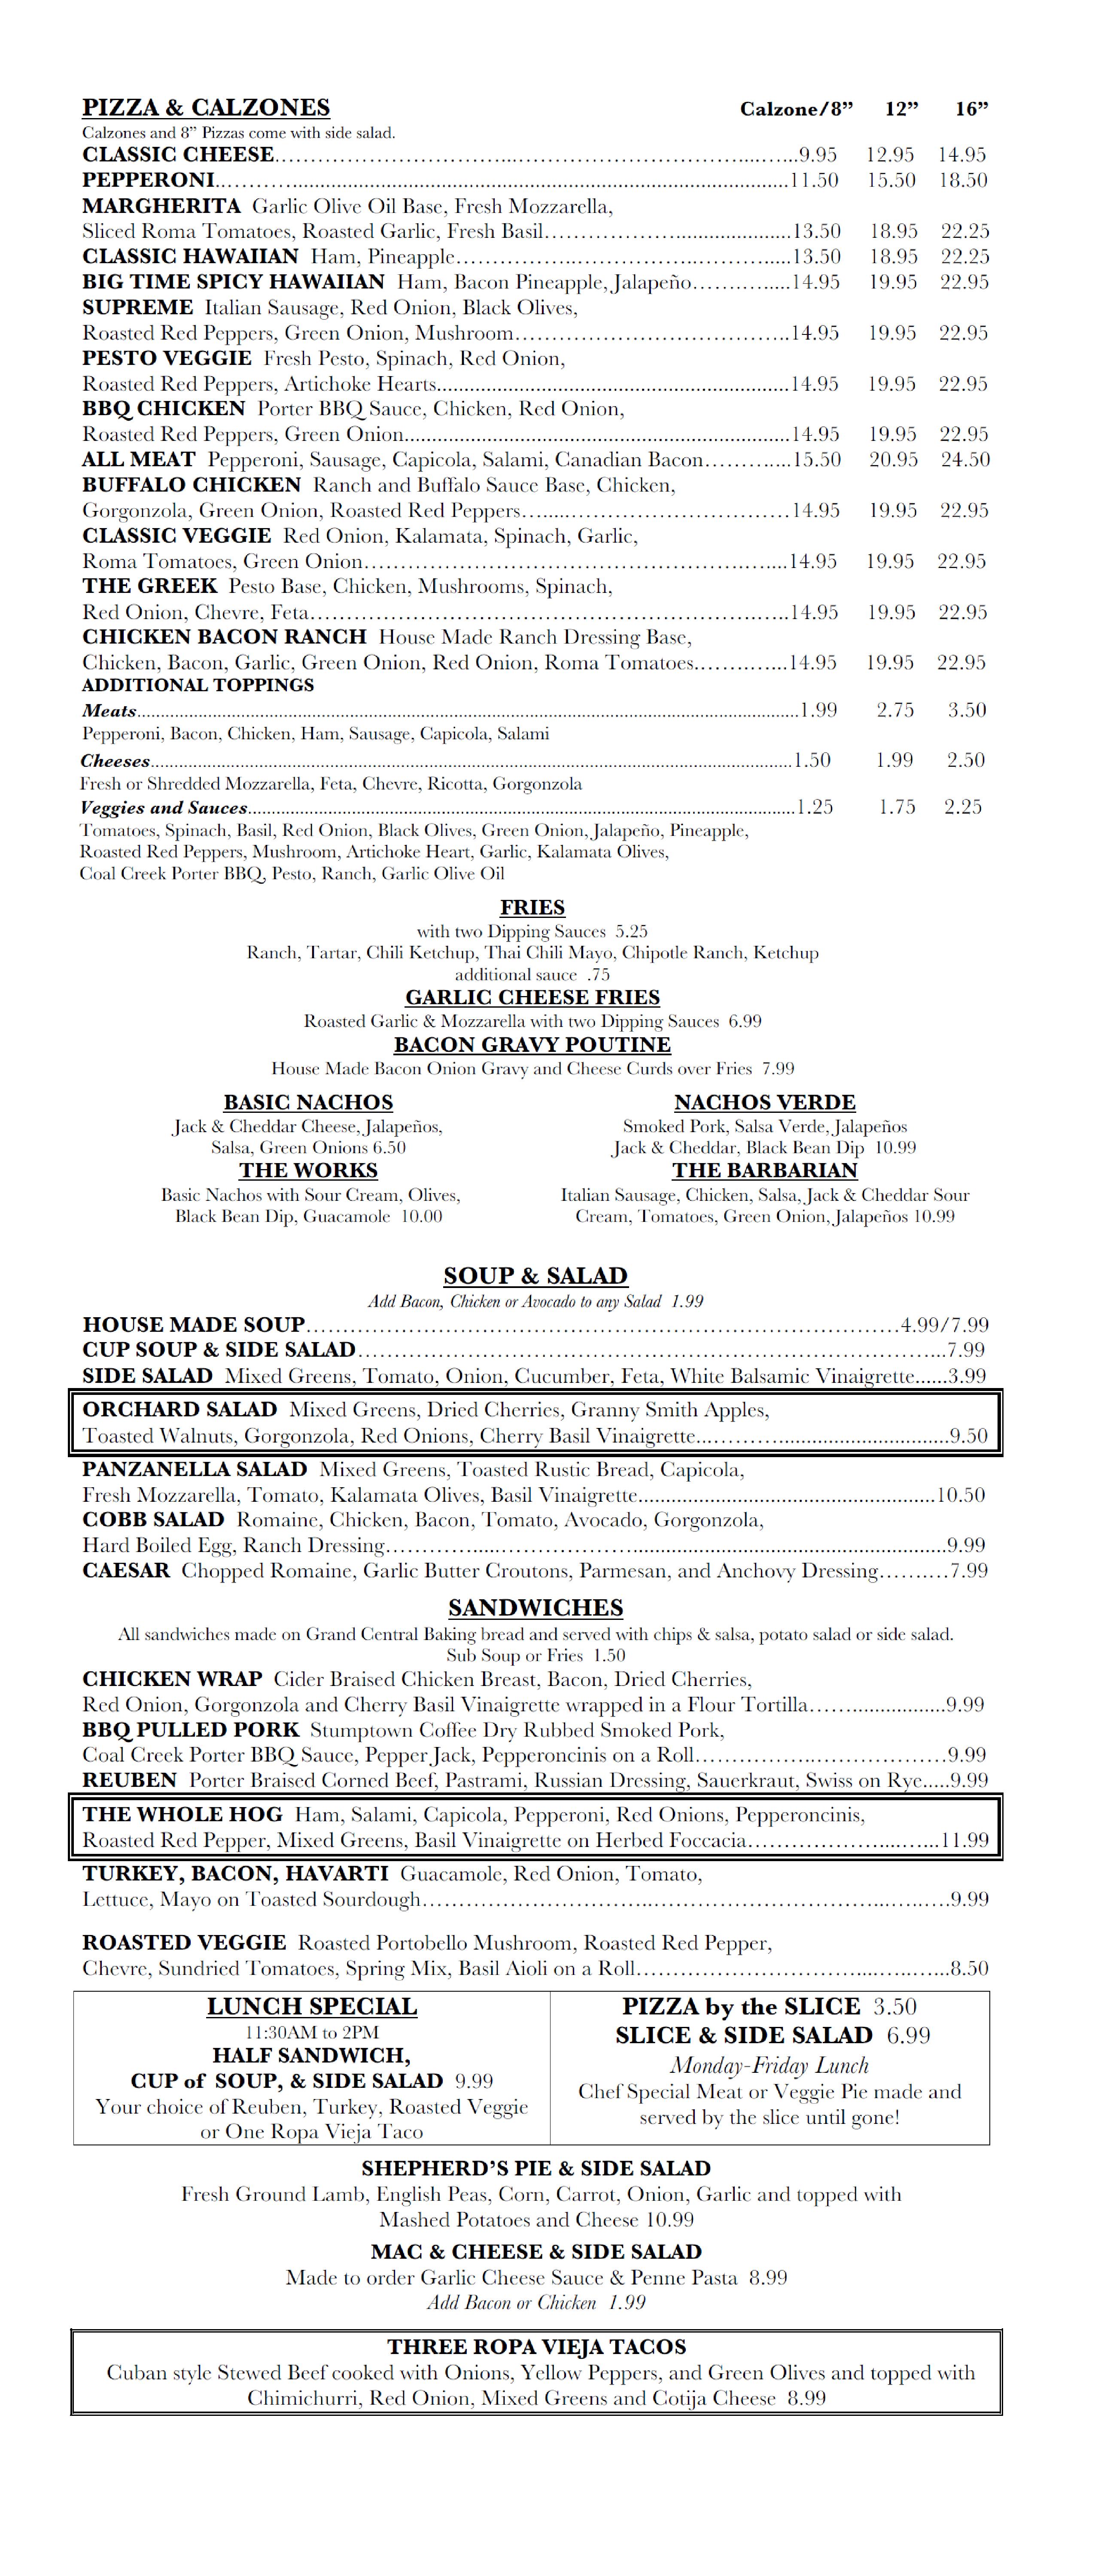 PIZZA & CALZONES Calzone/8” 12” 16”
Calzones and 8” Pizzas come with side salad.
CLASSIC CHEESE.................................................................9.95 12.95 14.95
PEPPERONI.................................................................11.50 15.50 18.50
MARGHERITA Garlic Olive Oil Base, Fresh Mozzarella,
Sliced Roma Tomatoes, Roasted Garlic, Fresh Basil........................................13.50 18.95 22.25
CLASSIC HAWAIIAN Ham, Pineapple........................................13.50 18.95 22.25
BIG TIME SPICY HAWAIIAN Ham, Bacon Pineapple, Jalapeño..............14.95 19.95 22.95
SUPREME Italian Sausage, Red Onion, Black Olives,
Roasted Red Peppers, Green Onion, Mushroom........................................14.95 19.95 22.95
PESTO VEGGIE Fresh Pesto, Spinach, Red Onion,
Roasted Red Peppers, Artichoke Hearts........................................14.95 19.95 22.95
BBQ CHICKEN Porter BBQ Sauce, Chicken, Red Onion,
Roasted Red Peppers, Green Onion........................................14.95 19.95 22.95
ALL MEAT Pepperoni, Sausage, Capicola, Salami, Canadian Bacon.............15.50 20.95 24.50
BUFFALO CHICKEN Ranch and Buffalo Sauce Base, Chicken,
Gorgonzola, Green Onion, Roasted Red Peppers........................................14.95 19.95 22.95
CLASSIC VEGGIE Red Onion, Kalamata, Spinach, Garlic,
Roma Tomatoes, Green Onion........................................14.95 19.95 22.95
THE GREEK Pesto Base, Chicken, Mushrooms, Spinach,
Red Onion, Chevre, Feta........................................14.95 19.95 22.95
CHICKEN BACON RANCH House Made Ranch Dressing Base,
Chicken, Bacon, Garlic, Green Onion, Red Onion, Roma Tomatoes..............14.95 19.95 22.95
ADDITIONAL TOPPINGS
Meats........................................1.99 2.75 3.50
Pepperoni, Bacon, Chicken, Ham, Sausage, Capicola, Salami
Cheeses........................................1.50 1.99 2.50
Fresh or Shredded Mozzarella, Feta, Chevre, Ricotta, Gorgonzola
Veggies and Sauces........................................1.25 1.75 2.25
Tomatoes, Spinach, Basil, Red Onion, Black Olives, Green Onion, Jalapeño, Pineapple,
Roasted Red Peppers, Mushroom, Artichoke Heart, Garlic, Kalamata Olives,
Coal Creek Porter BBQ, Pesto, Ranch, Garlic Olive Oil
FRIES
with two Dipping Sauces 5.25
Ranch, Tartar, Chili Ketchup, Thai Chili Mayo, Chipotle Ranch, Ketchup
additional sauce .75
GARLIC CHEESE FRIES
Roasted Garlic & Mozzarella with two Dipping Sauces 6.99
BACON GRAVY POUTINE
House Made Bacon Onion Gravy and Cheese Curds over Fries 7.99
BASIC NACHOS
Jack & Cheddar Cheese, Jalapeños,
Salsa, Green Onions 6.50
THE WORKS
Basic Nachos with Sour Cream, Olives,
Black Bean Dip, Guacamole 10.00
NACHOS VERDE
Smoked Pork, Salsa Verde, Jalapeños
Jack & Cheddar, Black Bean Dip 10.99
THE BARBARIAN
Italian Sausage, Chicken, Salsa, Jack & Cheddar Sour
Cream, Tomatoes, Green Onion, Jalapeños 10.99
SOUP & SALAD
Add Bacon, Chicken or Avocado to any Salad 1.99
HOUSE MADE SOUP........................................4.99/7.99
CUP SOUP & SIDE SALAD........................................7.99
SIDE SALAD Mixed Greens, Tomato, Onion, Cucumber, Feta, White Balsamic Vinaigrette......3.99
ORCHARD SALAD Mixed Greens, Dried Cherries, Granny Smith Apples,
Toasted Walnuts, Gorgonzola, Red Onions, Cherry Basil Vinaigrette........................................9.50
PANZANELLA SALAD Mixed Greens, Toasted Rustic Bread, Capicola,
Fresh Mozzarella, Tomato, Kalamata Olives, Basil Vinaigrette........................................10.50
COBB SALAD Romaine, Chicken, Bacon, Tomato, Avocado, Gorgonzola,
Hard Boiled Egg, Ranch Dressing........................................9.99
CAESAR Chopped Romaine, Garlic Butter Croutons, Parmesan, and Anchovy Dressing..........7.99
SANDWICHES
All sandwiches made on Grand Central Baking bread and served with chips & salsa, potato salad or side salad.
Sub Soup or Fries 1.50
CHICKEN WRAP Cider Braised Chicken Breast, Bacon, Dried Cherries,
Red Onion, Gorgonzola and Cherry Basil Vinaigrette wrapped in a Flour Tortilla......................9.99
BBQ PULLED PORK Stumptown Coffee Dry Rubbed Smoked Pork,
Coal Creek Porter BBQ Sauce, Pepper Jack, Pepperoncinis on a Roll........................................9.99
REUBEN Porter Braised Corned Beef, Pastrami, Russian Dressing, Sauerkraut, Swiss on Rye.....9.99
THE WHOLE HOG Ham, Salami, Capicola, Pepperoni, Red Onions, Pepperoncinis,
Roasted Red Pepper, Mixed Greens, Basil Vinaigrette on Herbed Foccacia..........................11.99
TURKEY, BACON, HAVARTI Guacamole, Red Onion, Tomato,
Lettuce, Mayo on Toasted Sourdough........................................9.99
ROASTED VEGGIE Roasted Portobello Mushroom, Roasted Red Pepper,
Chevre, Sundried Tomatoes, Spring Mix, Basil Aioli on a Roll........................................8.50
LUNCH SPECIAL
11:30AM to 2PM
HALF SANDWICH,
CUP of SOUP, & SIDE SALAD 9.99
Your choice of Reuben, Turkey, Roasted Veggie
or One Ropa Vieja Taco
PIZZA by the SLICE 3.50
SLICE & SIDE SALAD 6.99
Monday-Friday Lunch
Chef Special Meat or Veggie Pie made and
served by the slice until gone!
SHEPHERD’S PIE & SIDE SALAD
Fresh Ground Lamb, English Peas, Corn, Carrot, Onion, Garlic and topped with
Mashed Potatoes and Cheese 10.99
MAC & CHEESE & SIDE SALAD
Made to order Garlic Cheese Sauce & Penne Pasta 8.99
Add Bacon or Chicken 1.99
THREE ROPA VIEJA TACOS
Cuban style Stewed Beef cooked with Onions, Yellow Peppers, and Green Olives and topped with
Chimichurri, Red Onion, Mixed Greens and Cotija Cheese 8.99